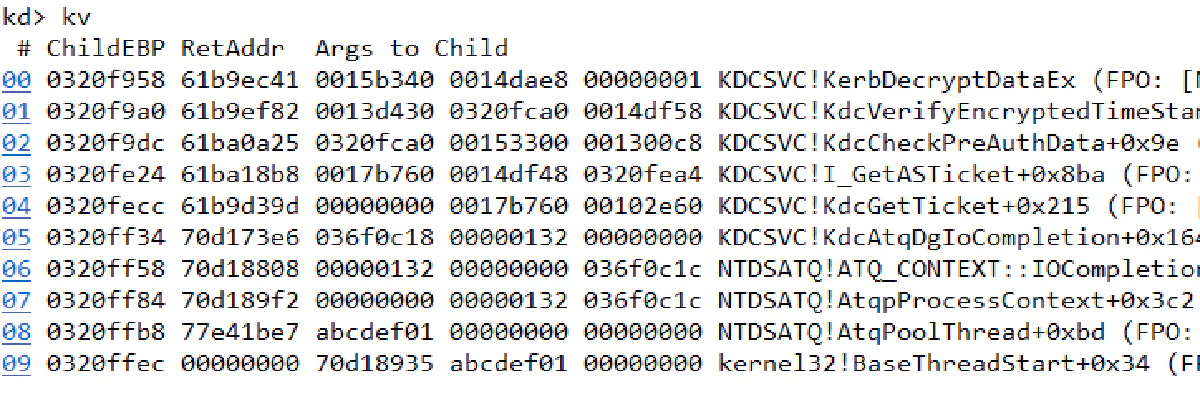 kd> kv
 # ChildEBP RetAddr  Args to Child
00 0320f958 61b9ec41 0015b340 0014dae8 00000001 KDCSVC!KerbDecryptDataEx (FPO: [
01 0320f9a0 61b9ef82 0013d430 0320fca0 0014df58 KDCSVC!KdcVerifyEncryptedTimeStam
02 0320f9dc 61ba0a25 0320fca0 00153300 001300c8 KDCSVC!KdcCheckPreAuthData+0x9e (
03 0320fe24 61ba18b8 0017b760 0014df48 0320fea4 KDCSVC!I_GetASTicket+0x8ba (FPO:
04 0320fecc 61b9d39d 00000000 0017b760 00102e60 KDCSVC!KdcGetTicket+0x215 (FPO: [
05 0320ff34 70d173e6 036f0c18 00000132 00000000 KDCSVC!KdcAtqDgIoCompletion+0x164
06 0320ff58 70d18808 00000132 00000000 036f0c1c NTDSATQ!ATQ_CONTEXT::IOCompletion
07 0320ff84 70d189f2 00000000 00000132 036f0c1c NTDSATQ!AtqpProcessContext+0x3c2
08 0320ffb8 77e41be7 abcdef01 00000000 00000000 NTDSATQ!AtqPoolThread+0xbd (FPO:
09 0320ffec 00000000 70d18935 abcdef01 00000000 kernel32!BaseThreadStart+0x34 (FP